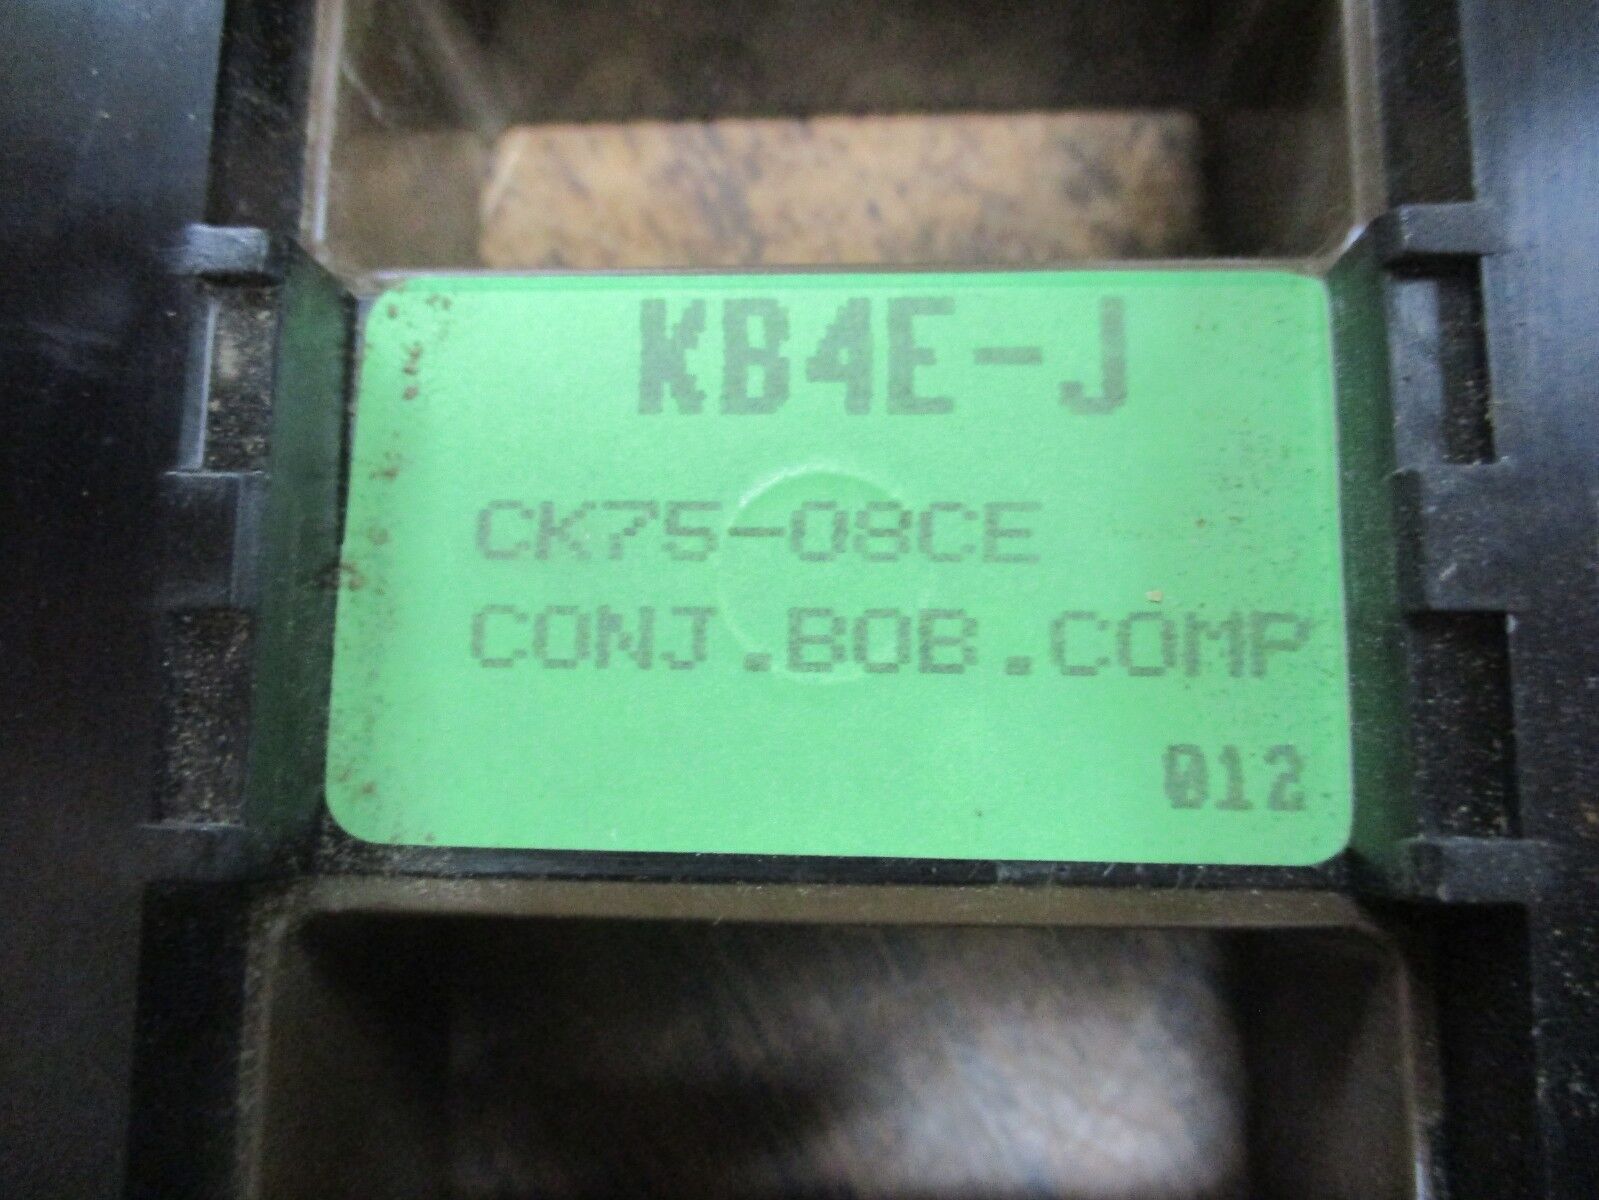 KB4E-J
CK75-08CE
CONJ.BOB.COMP
012